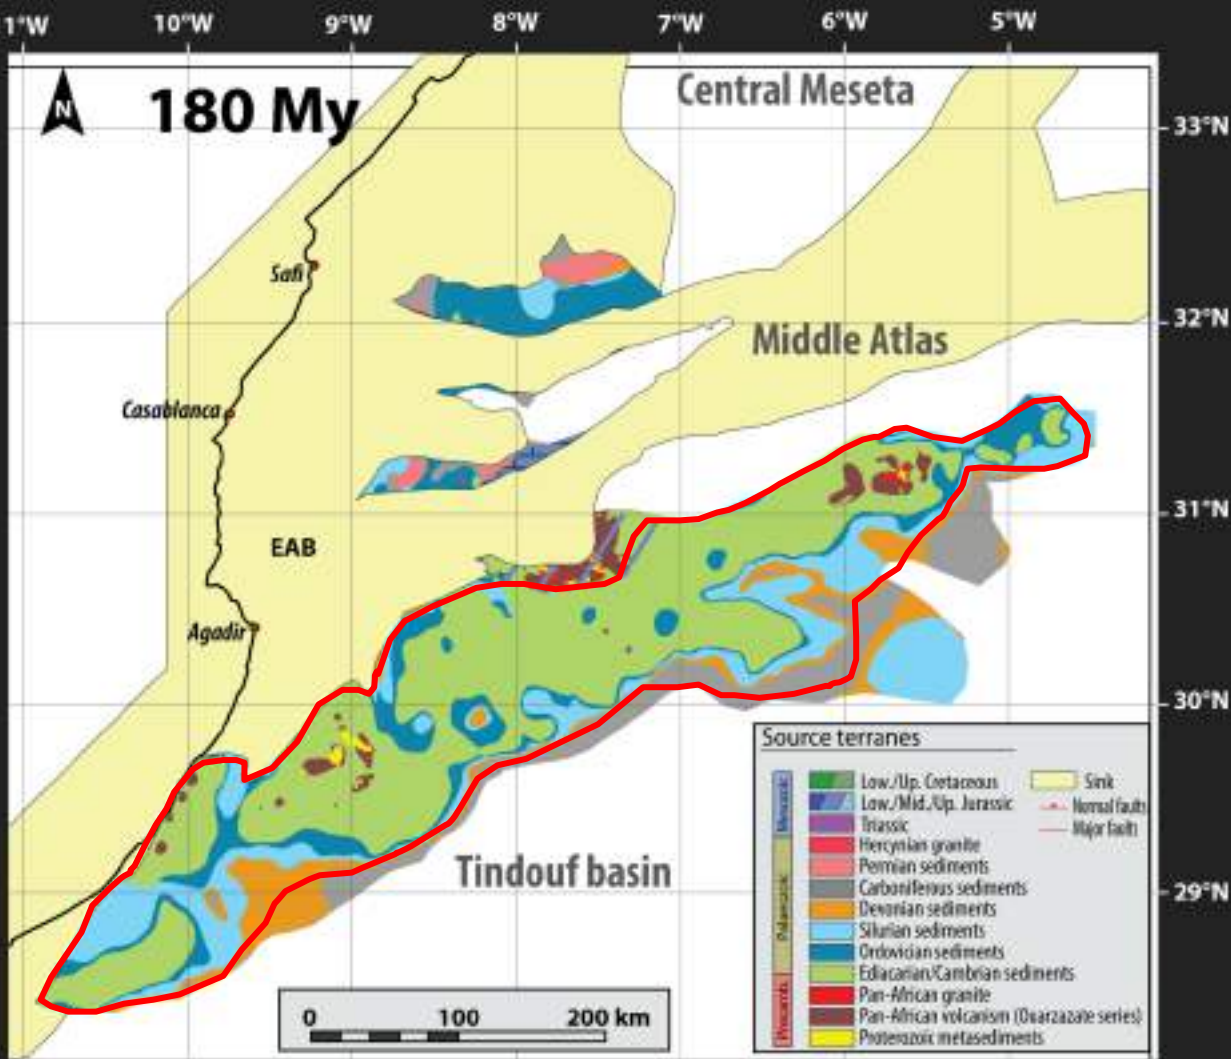 1°W 10°W 9°W 8°W 7°W 6°W 5°W
N
180 My
Central Meseta
33°N
Safi
32°N
Middle Atlas
Casablanca
31°N
EAB
Agadir
30°N
Source terranes
Mesozoic
Low./Up. Cretaceous
Low./Mid./Up. Jurassic
Triassic
Sink
Normal faults
Major faults
Paleozoic
Hercynian granite
Permian sediments
Carboniferous sediments
Devonian sediments
Silurian sediments
Ordovician sediments
Ediacarian/Cambrian sediments
Precamb.
Pan-African granite
Pan-African volcanism (Ouarzazate series)
Proterozoic metasediments
Tindouf basin
29°N
0 100 200 km